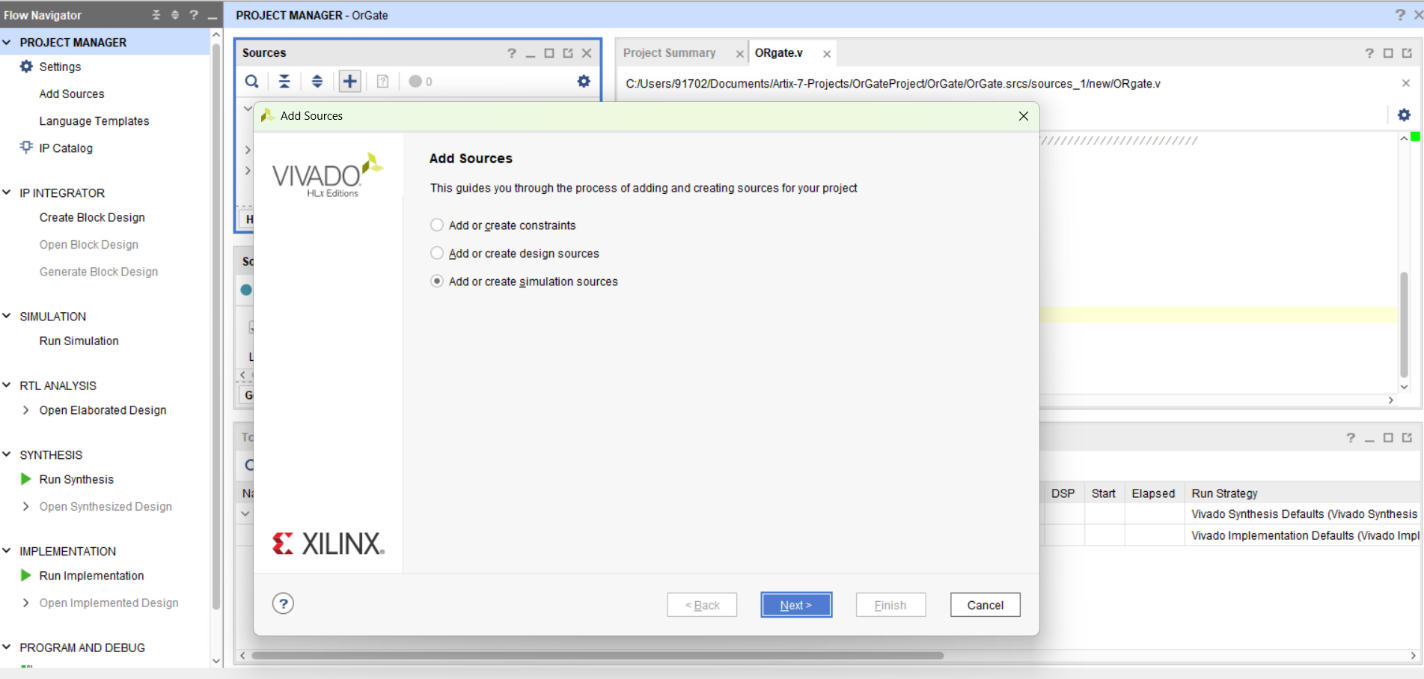 Flow Navigator
PROJECT MANAGER - OrGate
PROJECT MANAGER
Settings
Add Sources
Language Templates
IP Catalog
IP INTEGRATOR
Create Block Design
Open Block Design
Generate Block Design
SIMULATION
Run Simulation
RTL ANALYSIS
Open Elaborated Design
SYNTHESIS
Run Synthesis
Open Synthesized Design
IMPLEMENTATION
Run Implementation
Open Implemented Design
PROGRAM AND DEBUG
Sources
0
Project Summary
ORgate.v
C:/Users/91702/Documents/Artix-7-Projects/OrGateProject/OrGate/OrGate.srcs/sources_1/new/ORgate.v
Add Sources
VIVADO
HLx Editions
Add Sources
This guides you through the process of adding and creating sources for your project
Add or create constraints
Add or create design sources
Add or create simulation sources
XILINX
< Back
Next >
Finish
Cancel
DSP Start Elapsed Run Strategy
Vivado Synthesis Defaults (Vivado Synthesis
Vivado Implementation Defaults (Vivado Impl